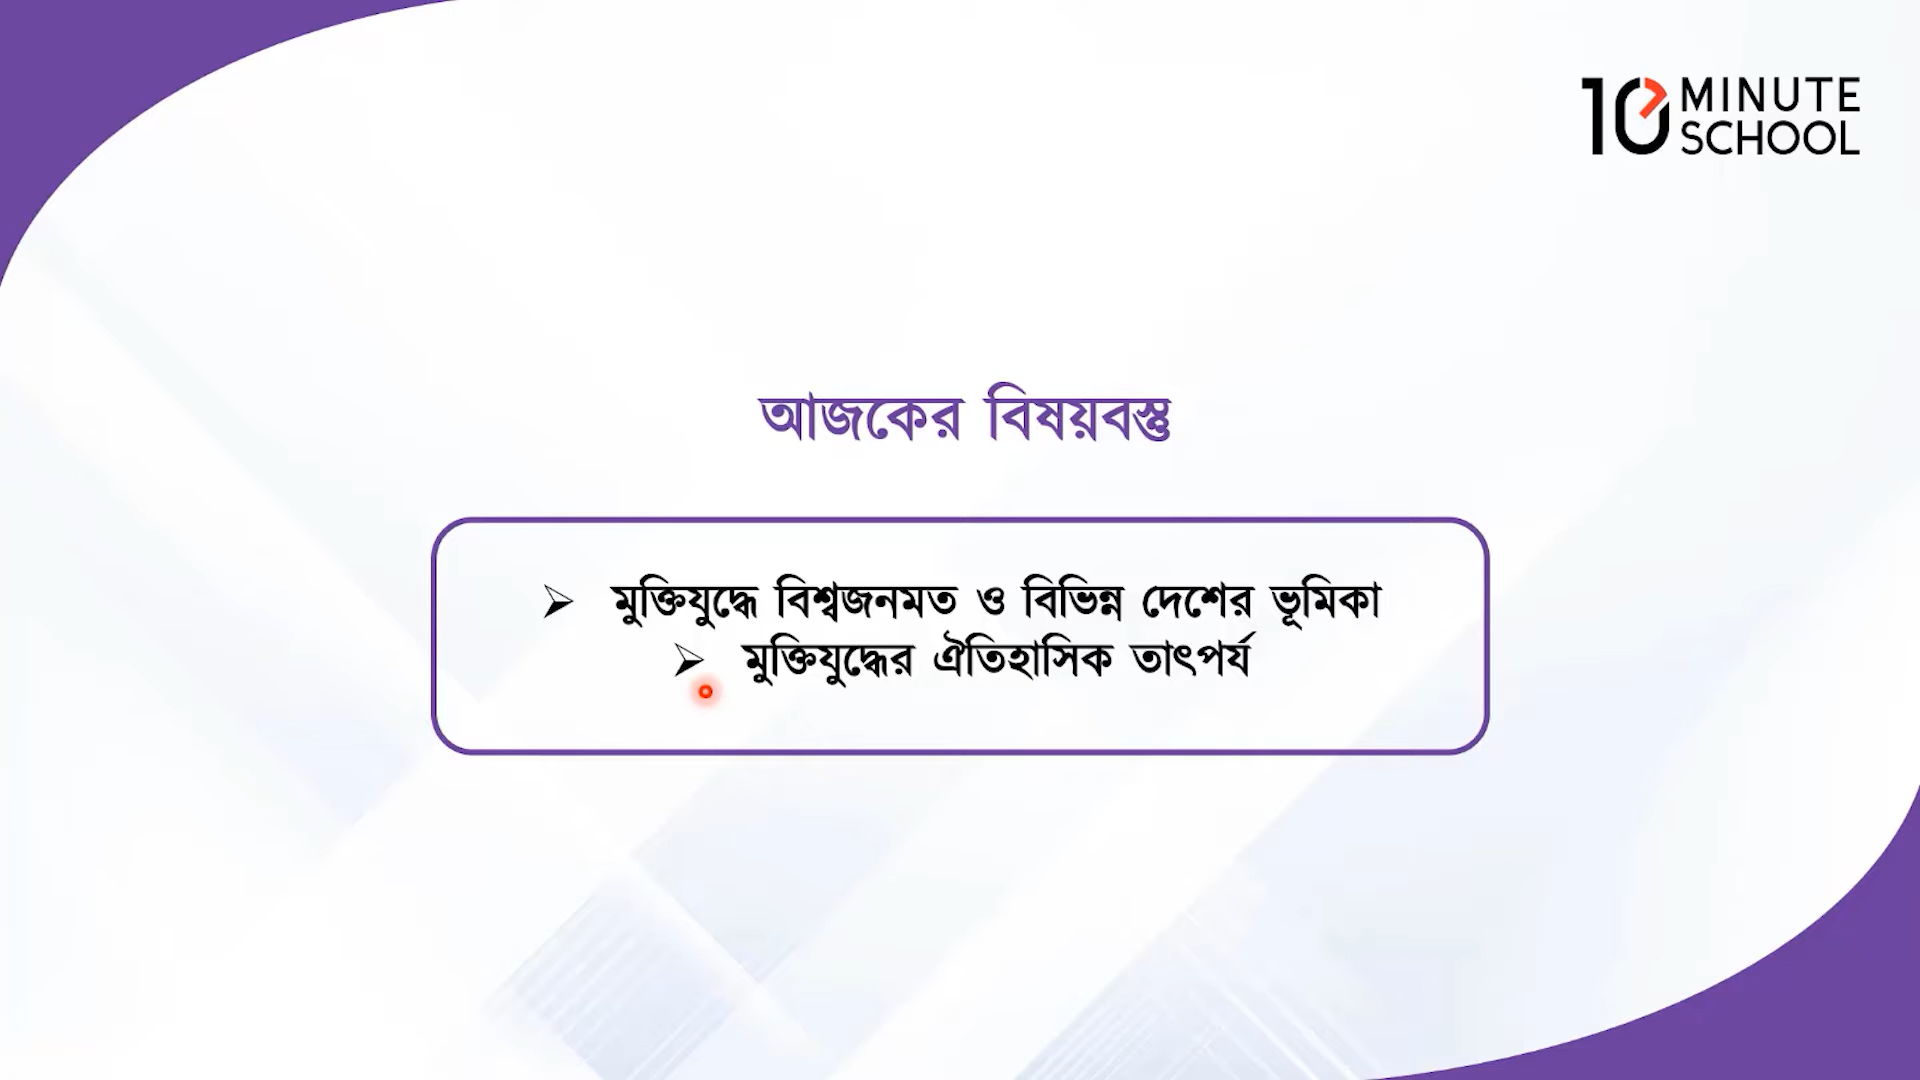 10 MINUTE
SCHOOL
আজকের বিষয়বস্তু
➢ মুক্তিযুদ্ধে বিশ্বজনমত ও বিভিন্ন দেশের ভূমিকা
➢ মুক্তিযুদ্ধের ঐতিহাসিক তাৎপর্য